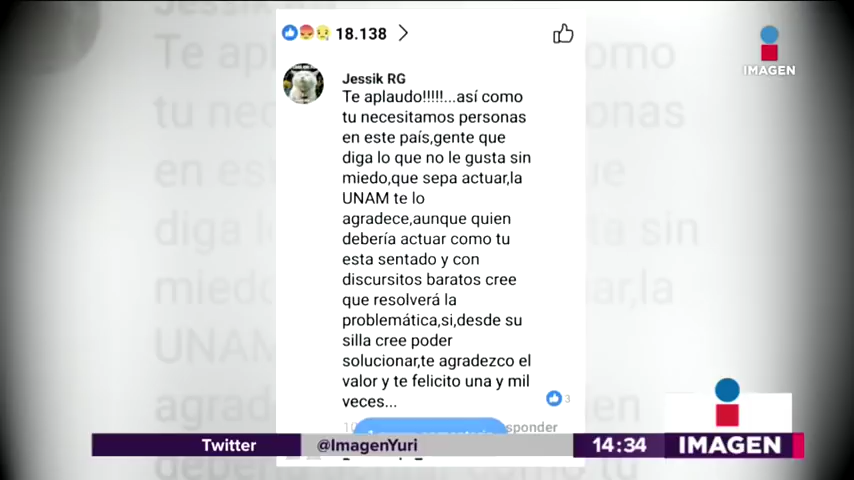 18.138
IMAGEN
Jessik RG
Te aplaudo!!!!!...así como
tu necesitamos personas
en este país,gente que
diga lo que no le gusta sin
miedo,que sepa actuar,la
UNAM te lo
agradece,aunque quien
debería actuar como tu
esta sentado y con
discursitos baratos cree
que resolverá la
problemática,si,desde su
silla cree poder
solucionar,te agradezco el
valor y te felicito una y mil
veces...
3
Twitter
@ImagenYuri
14:34
IMAGEN